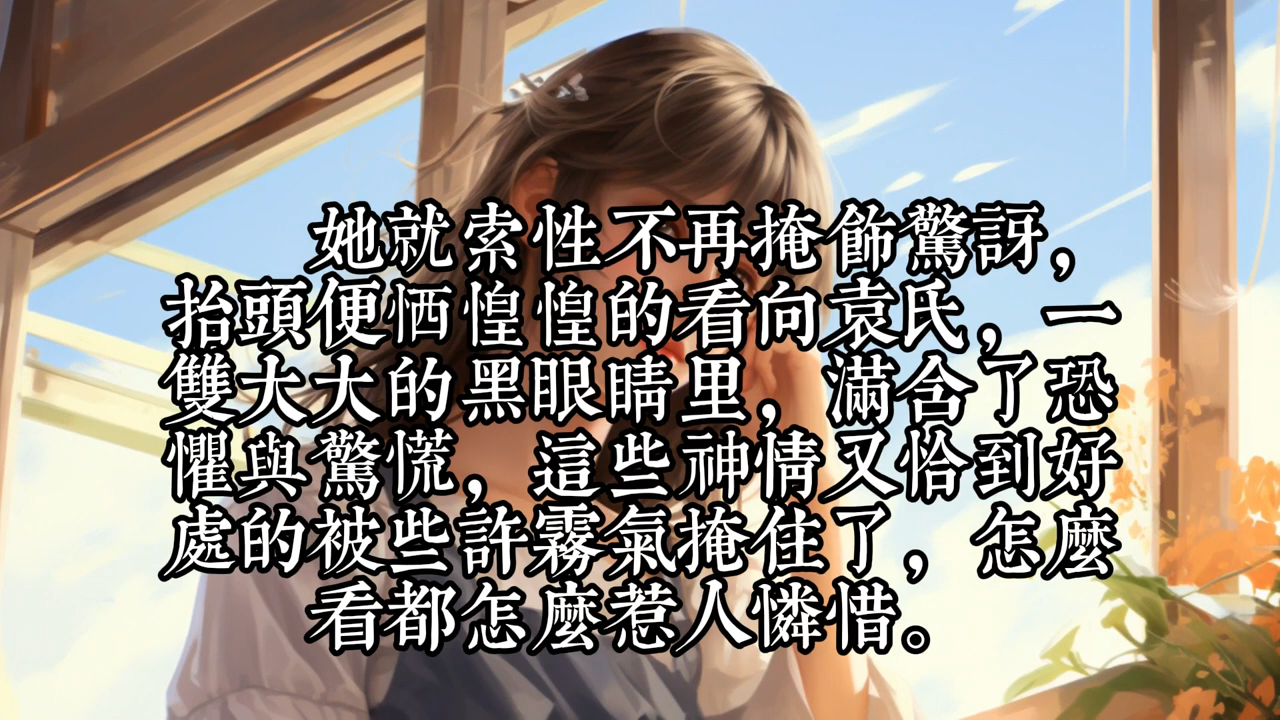 她就索性不再掩飾驚訝，
抬頭便恓惶惶的看向袁氏，一
雙大大的黑眼睛里，滿含了恐
懼與驚慌，這些神情又恰到好
處的被些許霧氣掩住了，怎麼
看都怎麼惹人憐惜。